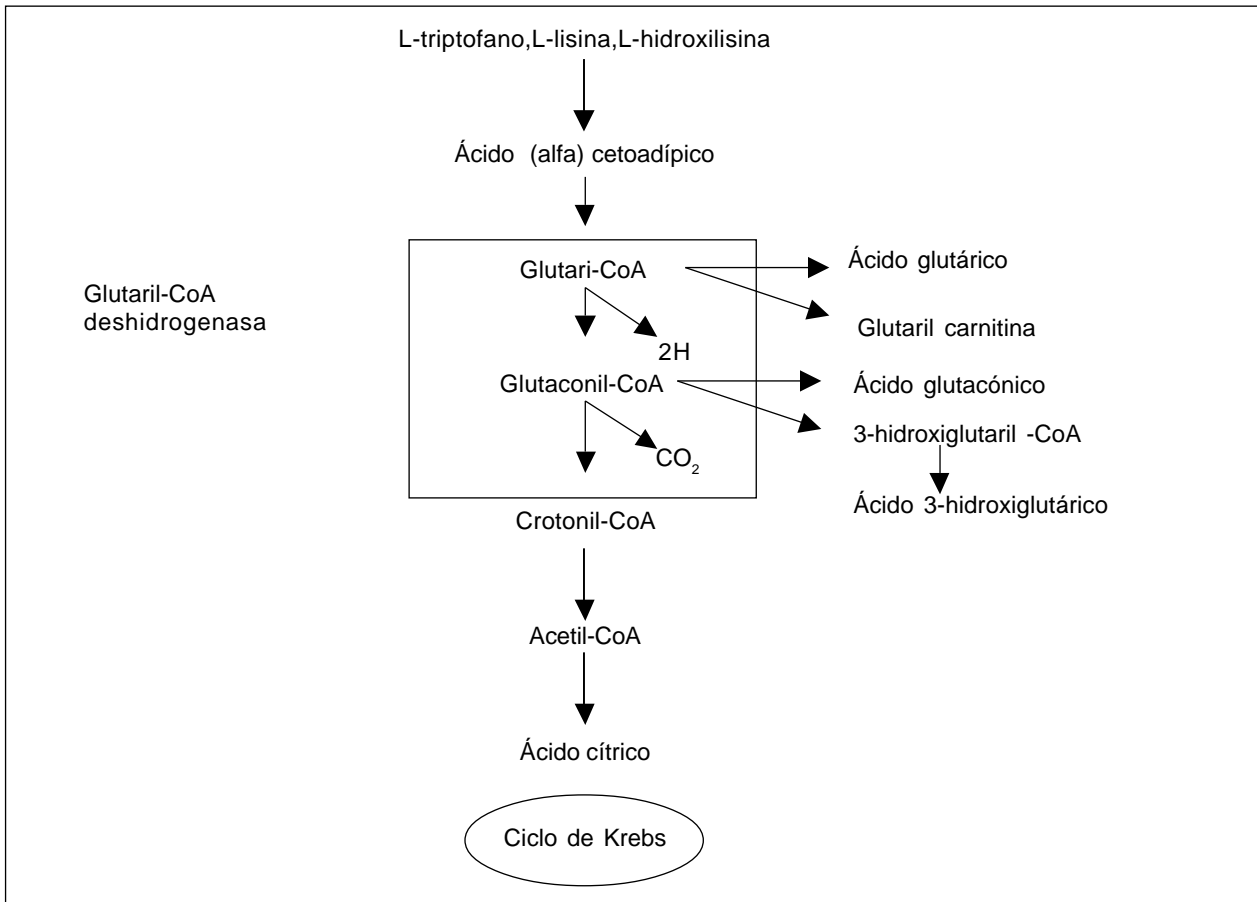 L-triptofano,L-lisina,L-hidroxilisina
Ácido (alfa) cetoadípico
Glutaril-CoA
deshidrogenasa
Glutari-CoA
Ácido glutárico
Glutaril carnitina
2H
Glutaconil-CoA
Ácido glutacónico
3-hidroxiglutaril -CoA
CO2
Ácido 3-hidroxiglutárico
Crotonil-CoA
Acetil-CoA
Ácido cítrico
Ciclo de Krebs